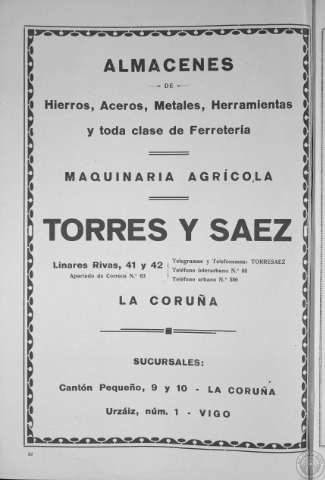 ALMACENES
DE
Hierros, Aceros, Metales, Herramientas
y toda clase de Ferretería
MAQUINARIA AGRÍCOLA
TORRES Y SAEZ
Linares Rivas, 41 y 42
Apartado de Correos N.° 63
Telegramas y Telefonemas: TORRESAEZ
Teléfono interurbano N.°
Teléfono urbano N.°
LA CORUÑA
SUCURSALES:
Cantón Pequeño, 9 y 10 - LA CORUÑA
Urzáiz, núm. 1 - VIGO